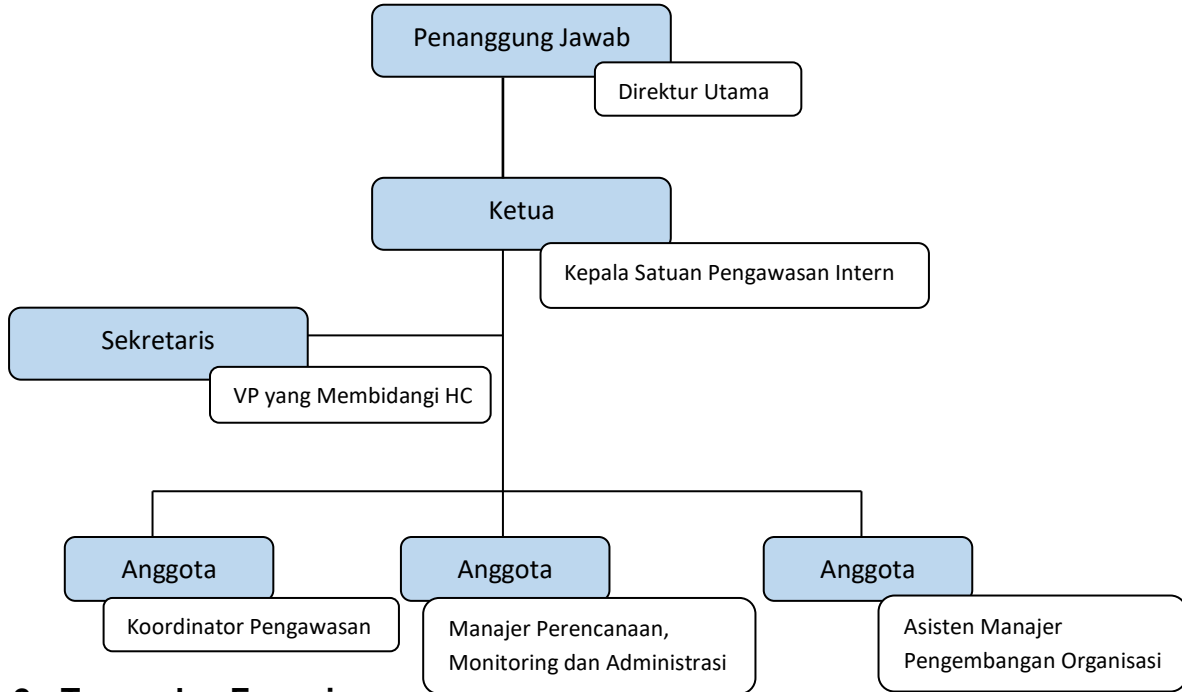 Penanggung Jawab
Direktur Utama
Ketua
Kepala Satuan Pengawasan Intern
Sekretaris
VP yang Membidangi HC
Anggota
Koordinator Pengawasan
Anggota
Manajer Perencanaan,
Monitoring dan Administrasi
Anggota
Asisten Manajer
Pengembangan Organisasi